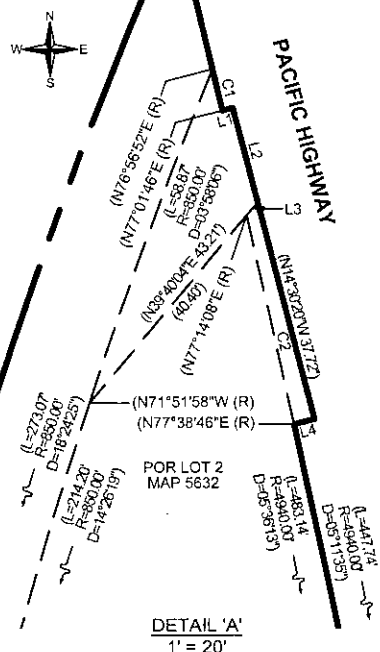 N
W E
S
PACIFIC HIGHWAY
C1
L1
L2
L3
(N76°56'52"E (R)
(N77°01'46"E (R)
(L=58.87'
R=850.00'
D=03°58'06")
(N39°40'04"E 43.21')
(40.40')
(N77°14'08"E (R)
(N14°30'20"W 37.72')
C2
(N71°51'58"W (R)
(N77°38'46"E (R)
L4
(L=273.07'
R=850.00'
D=18°24'25")
(L=214.20'
R=850.00'
D=14°26'19")
POR LOT 2
MAP 5632
(L=483.14'
R=4940.00'
D=05°36'13")
(L=447.74'
R=4940.00'
D=05°11'35")
DETAIL 'A'
1' = 20'